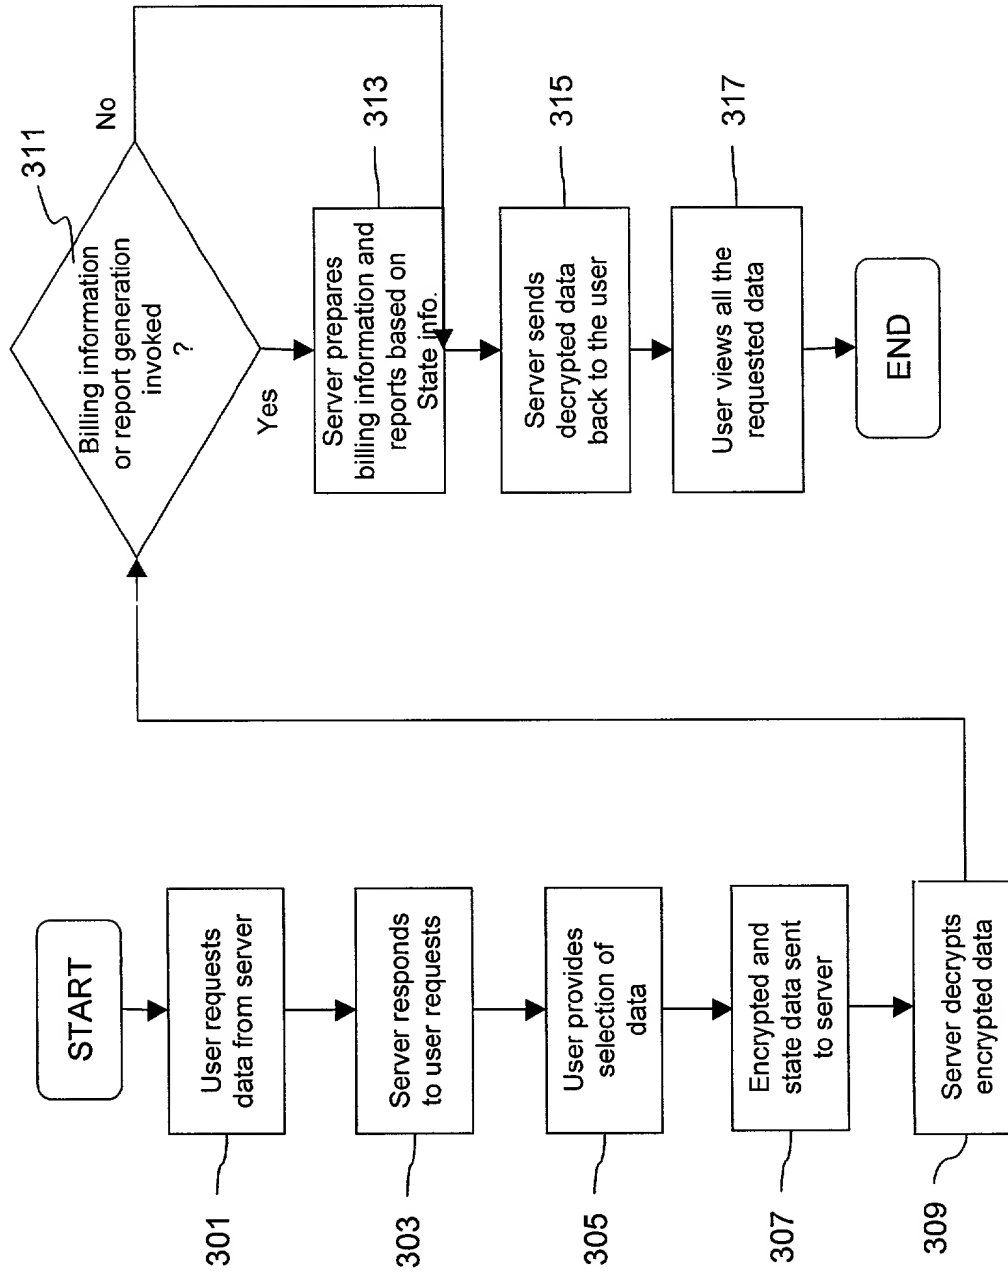 START
User requests
data from server
301
Server responds
to user requests
303
User provides
selection of
data
305
Encrypted and
state data sent
to server
307
Server decrypts
encrypted data
309
Billing information
or report generation
invoked
?
311
No
Yes
Server prepares
billing information and
reports based on
State info.
313
Server sends
decrypted data
back to the user
315
User views all the
requested data
317
END